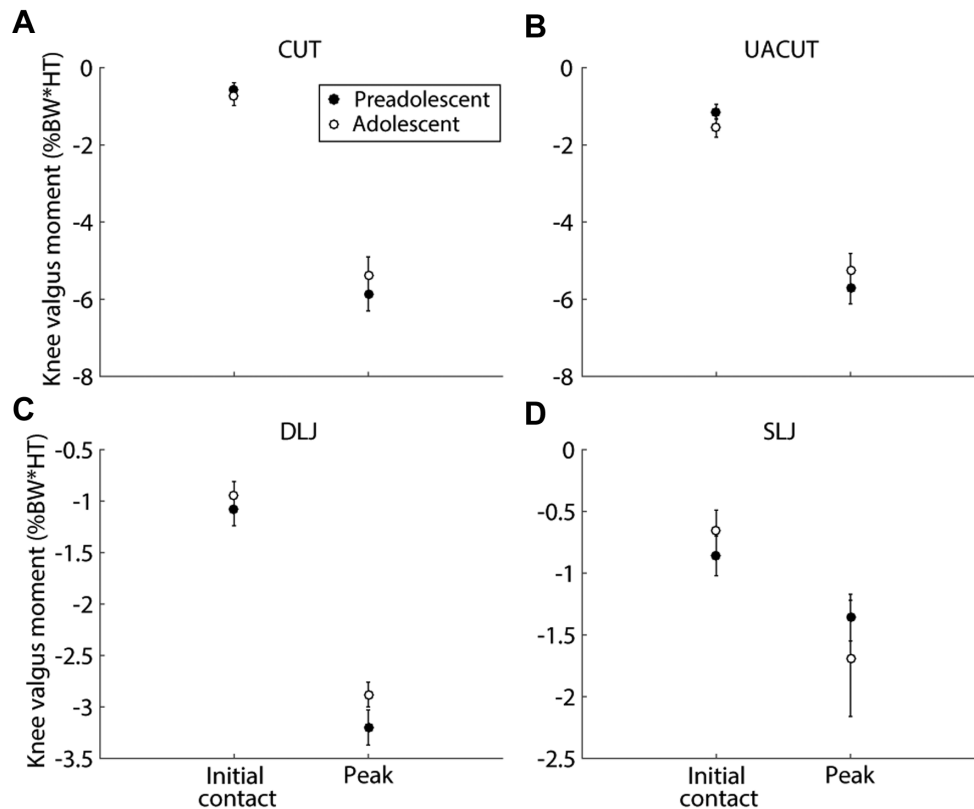 A
CUT
Knee valgus moment (%BW*HT)
0
-2
-4
-6
-8
Preadolescent
Adolescent
B
UACUT
0
-2
-4
-6
-8
C
DLJ
Knee valgus moment (%BW*HT)
-0.5
-1
-1.5
-2
-2.5
-3
-3.5
Initial
contact
Peak
D
SLJ
0
-0.5
-1
-1.5
-2
-2.5
Initial
contact
Peak